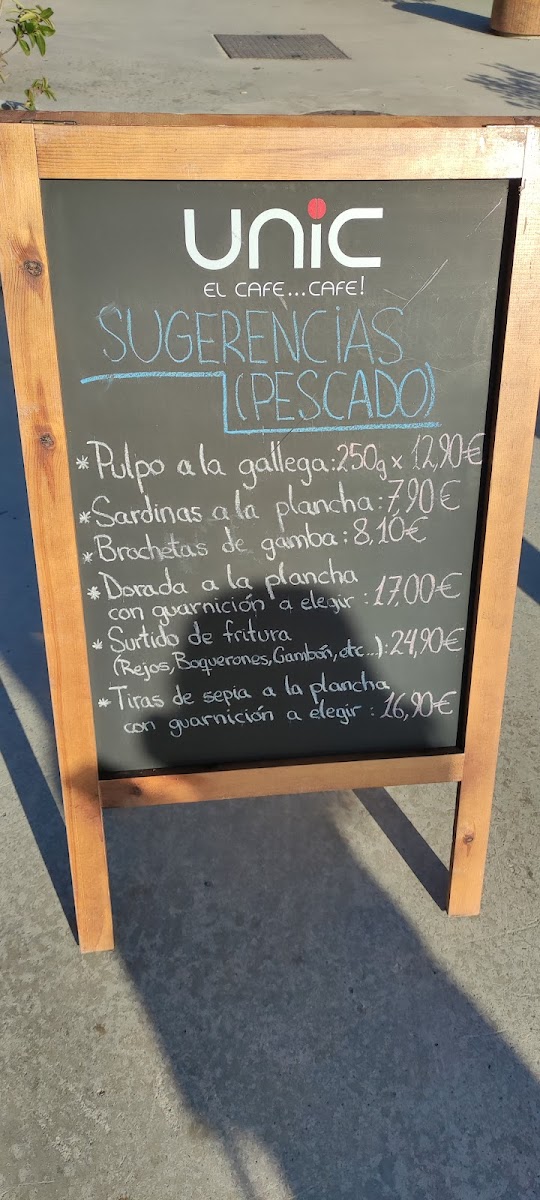 UNiC
EL CAFE...CAFE!
SUGERENCiAS
(PESCADO)
* Pulpo a la gallega: 250g x 12,90€
* Sardinas a la plancha: 7,90€
* Brochetas de gamba: 8,10€
* Dorada a la plancha
con guarnición a elegir: 17,00€
* Surtido de fritura
(Rejos, Boquerones, Gambón, etc...): 24,90€
* Tiras de sepia a la plancha
con guarnición a elegir: 16,90€